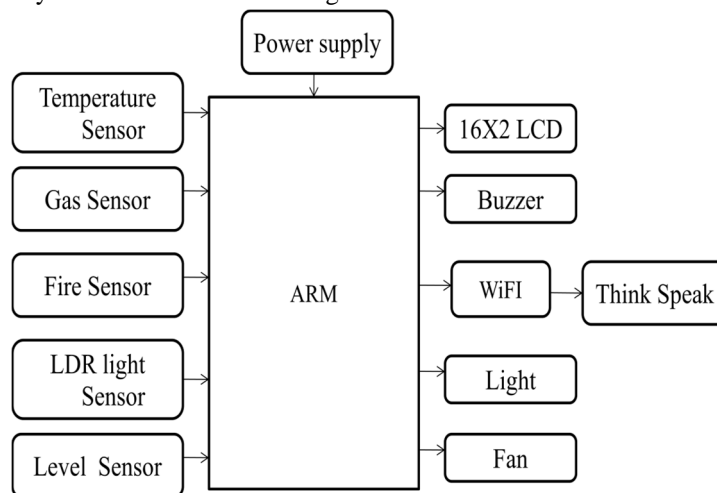 Power supply
Temperature
Sensor
Gas Sensor
Fire Sensor
LDR light
Sensor
Level Sensor
ARM
16X2 LCD
Buzzer
WiFI
Think Speak
Light
Fan